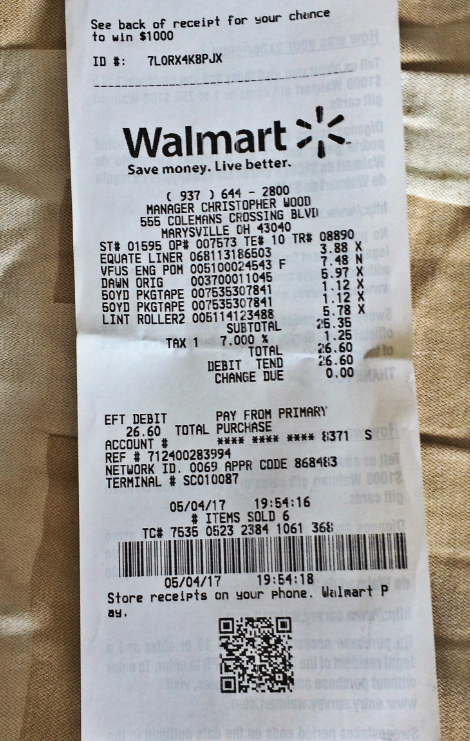 See back of receipt for your chance
to win $1000
ID #: 7LORX4K8PJX
Walmart
Save money. Live better.
( 937 ) 644 - 2800
MANAGER CHRISTOPHER WOOD
555 COLEMANS CROSSING BLVD
MARYSVILLE OH 43040
ST# 01595 OP# 007573 TE# 10 TR# 08890
EQUATE LINER 068113186503 3.88 X
VFUS ENG POM 005100024543 F 7.48 N
DAWN ORIG 003700011045 6.97 X
50YD PKGTAPE 007535307841 1.12 X
50YD PKGTAPE 007535307841 1.12 X
LINT ROLLER2 005114123488 5.78 X
SUBTOTAL 26.35
TAX 1 7.000 % 1.25
TOTAL 26.60
DEBIT TEND 26.60
CHANGE DUE 0.00
EFT DEBIT PAY FROM PRIMARY
26.60 TOTAL PURCHASE
ACCOUNT # **** **** **** 8371 S
REF # 712400283994
NETWORK ID. 0069 APPR CODE 868483
TERMINAL # SC010087
05/04/17 19:54:16
# ITEMS SOLD 6
TC# 7535 0523 2384 1061 368
05/04/17 19:54:18
Store receipts on your phone. Walmart P
ay.